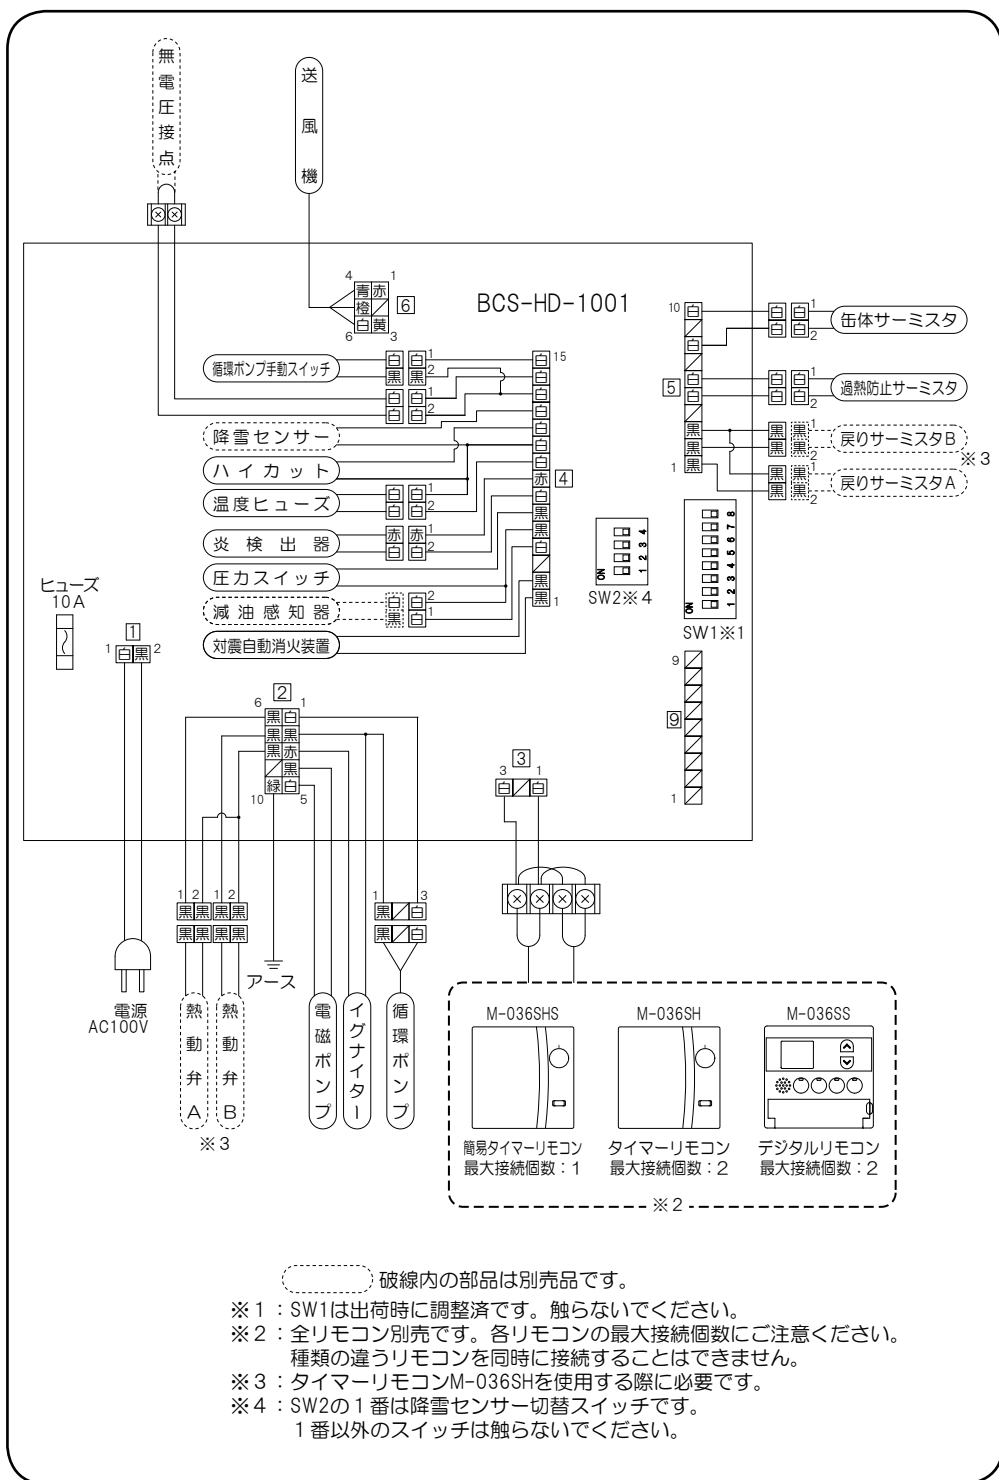 無電圧接点
送風機
BCS-HD-1001
4 1
青 赤
橙
白 黄
6 3
6
循環ポンプ手動スイッチ
白 白 1
黒 黒 2
白 白 1
白 白 2
降雪センサー
ハイカット
温度ヒューズ
白 白 1
白 白 2
炎検出器
赤 赤 1
白 白 2
圧力スイッチ
減油感知器
白 白 2
黒 白 1
対震自動消火装置
白 15
白
白
白
白
白
白
赤
白
黒
黒
白
黒
黒 1
4
10 白
白
白
白
黒
黒
1 黒
5
白 白 1
白 白 2
缶体サーミスタ
白 白 1
白 白 2
過熱防止サーミスタ
黒 黒 1
黒 黒 2
戻りサーミスタB
※3
黒 黒 1
黒 黒 2
戻りサーミスタA
ON
1 2 3 4
SW2※4
ON
1 2 3 4 5 6 7 8
SW1※1
9
9
1
ヒューズ
10A
1
1 白 黒 2
2
6 1
黒 白
黒 黒
黒 赤
黒
緑 白
10 5
3
3 1
白 白
1 2 1 2
黒 黒 黒 黒
黒 黒 黒 黒
1 3
黒 白
黒 白
電源
AC100V
熱動弁A
熱動弁B
※3
アース
電磁ポンプ
イグナイター
循環ポンプ
M-036SHS
簡易タイマーリモコン
最大接続個数：1
M-036SH
タイマーリモコン
最大接続個数：2
M-036SS
デジタルリモコン
最大接続個数：2
※2
破線内の部品は別売品です。
※1：SW1は出荷時に調整済です。触らないでください。
※2：全リモコン別売です。各リモコンの最大接続個数にご注意ください。
種類の違うリモコンを同時に接続することはできません。
※3：タイマーリモコンM-036SHを使用する際に必要です。
※4：SW2の1番は降雪センサー切替スイッチです。
1番以外のスイッチは触らないでください。